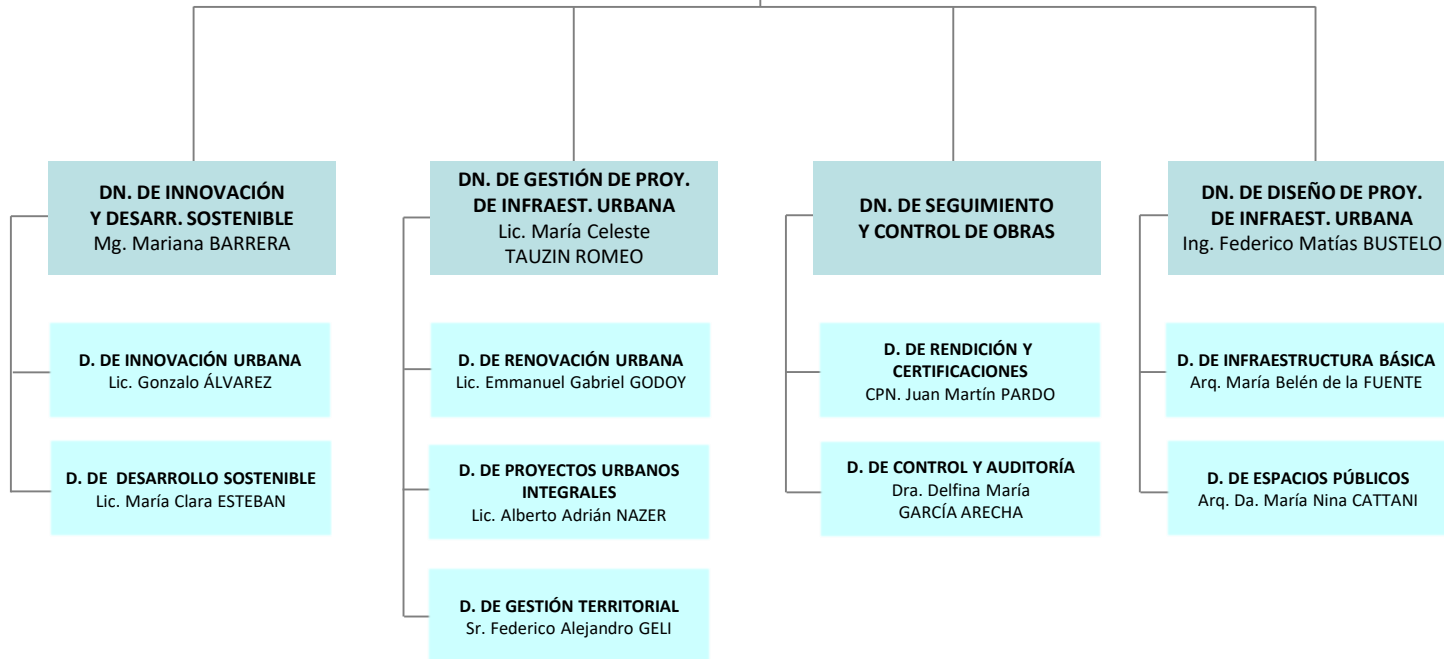 DN. DE INNOVACIÓN
Y DESARR. SOSTENIBLE
Mg. Mariana BARRERA
D. DE INNOVACIÓN URBANA
Lic. Gonzalo ÁLVAREZ
D. DE DESARROLLO SOSTENIBLE
Lic. María Clara ESTEBAN
DN. DE GESTIÓN DE PROY.
DE INFRAEST. URBANA
Lic. María Celeste
TAUZIN ROMEO
D. DE RENOVACIÓN URBANA
Lic. Emmanuel Gabriel GODOY
D. DE PROYECTOS URBANOS
INTEGRALES
Lic. Alberto Adrián NAZER
D. DE GESTIÓN TERRITORIAL
Sr. Federico Alejandro GELI
DN. DE SEGUIMIENTO
Y CONTROL DE OBRAS
D. DE RENDICIÓN Y
CERTIFICACIONES
CPN. Juan Martín PARDO
D. DE CONTROL Y AUDITORÍA
Dra. Delfina María
GARCÍA ARECHA
DN. DE DISEÑO DE PROY.
DE INFRAEST. URBANA
Ing. Federico Matías BUSTELO
D. DE INFRAESTRUCTURA BÁSICA
Arq. María Belén de la FUENTE
D. DE ESPACIOS PÚBLICOS
Arq. Da. María Nina CATTANI